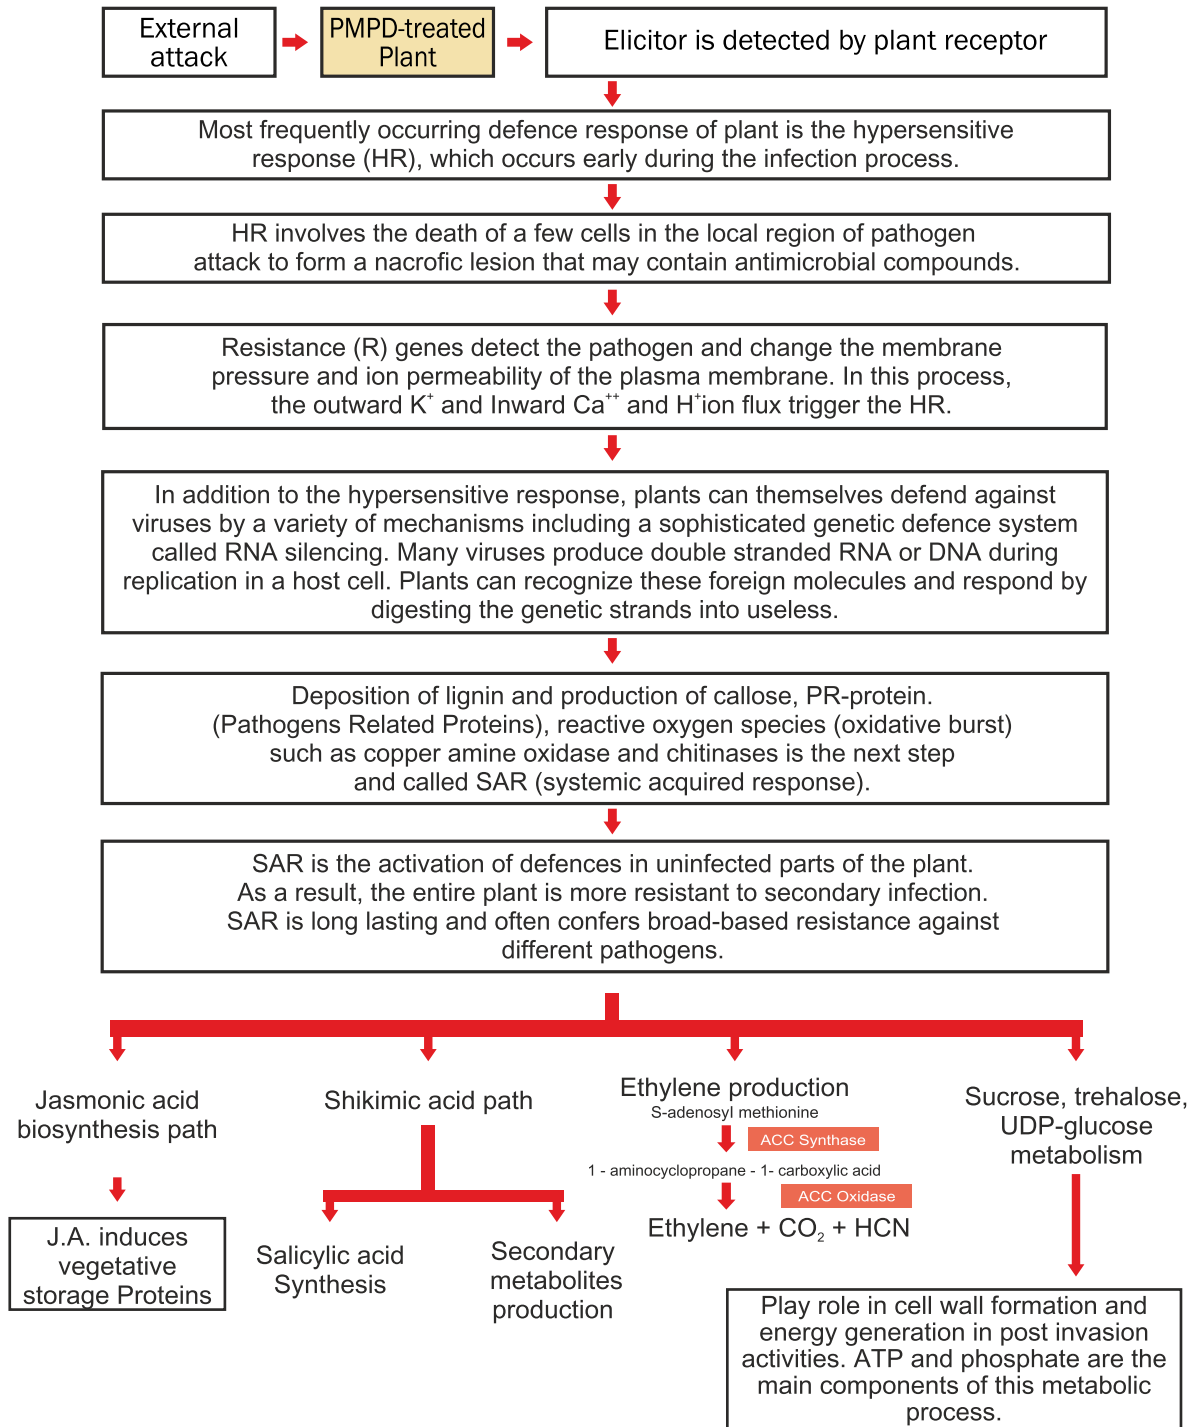 External
attack
PMPD-treated
Plant
Elicitor is detected by plant receptor
Most frequently occurring defence response of plant is the hypersensitive
response (HR), which occurs early during the infection process.
HR involves the death of a few cells in the local region of pathogen
attack to form a nacrofic lesion that may contain antimicrobial compounds.
Resistance (R) genes detect the pathogen and change the membrane
pressure and ion permeability of the plasma membrane. In this process,
the outward K⁺ and Inward Ca⁺⁺ and H⁺ion flux trigger the HR.
In addition to the hypersensitive response, plants can themselves defend against
viruses by a variety of mechanisms including a sophisticated genetic defence system
called RNA silencing. Many viruses produce double stranded RNA or DNA during
replication in a host cell. Plants can recognize these foreign molecules and respond by
digesting the genetic strands into useless.
Deposition of lignin and production of callose, PR-protein.
(Pathogens Related Proteins), reactive oxygen species (oxidative burst)
such as copper amine oxidase and chitinases is the next step
and called SAR (systemic acquired response).
SAR is the activation of defences in uninfected parts of the plant.
As a result, the entire plant is more resistant to secondary infection.
SAR is long lasting and often confers broad-based resistance against
different pathogens.
Jasmonic acid
biosynthesis path
J.A. induces
vegetative
storage Proteins
Shikimic acid path
Salicylic acid
Synthesis
Secondary
metabolites
production
Ethylene production
S-adenosyl methionine
ACC Synthase
1 - aminocyclopropane - 1- carboxylic acid
ACC Oxidase
Ethylene + CO₂ + HCN
Sucrose, trehalose,
UDP-glucose
metabolism
Play role in cell wall formation and
energy generation in post invasion
activities. ATP and phosphate are the
main components of this metabolic
process.